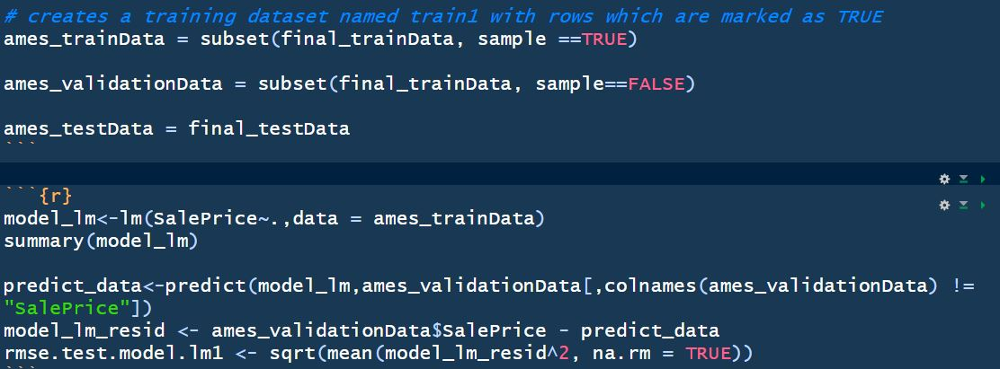 # creates a training dataset named train1 with rows which are marked as TRUE
ames_trainData = subset(final_trainData, sample ==TRUE)
ames_validationData = subset(final_trainData, sample==FALSE)
ames_testData = final_testData
```
```{r}
model_lm<-lm(SalePrice~.,data = ames_trainData)
summary(model_lm)
predict_data<-predict(model_lm,ames_validationData[,colnames(ames_validationData) !=
"SalePrice"])
model_lm_resid <- ames_validationData$SalePrice - predict_data
rmse.test.model.lm1 <- sqrt(mean(model_lm_resid^2, na.rm = TRUE))
```